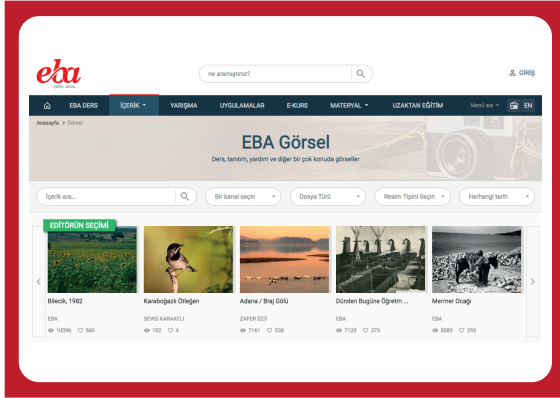 eba
ne aramıştınız?
GİRİŞ
EBA DERS İÇERİK YARIŞMA UYGULAMALAR E-KURS MATERYAL UZAKTAN EĞİTİM Menü ara EN
Anasayfa » Görsel
EBA Görsel
Ders, tanıtım, yardım ve diğer bir çok konuda görseller
İçerik ara... Bir kanal seçin Dosya Türü Resim Tipini Seçin Herhangi tarih
EDİTÖRÜN SEÇİMİ
Bilecik, 1982 Karaboğazlı Ötleğen Adana / Braj Gölü Dünden Bugüne Öğretm ... Mermer Ocağı
EBA SEVGİ KARAATLI ZAFER İZCİ EBA EBA
10096 560 102 4 7161 538 7120 373 5080 293